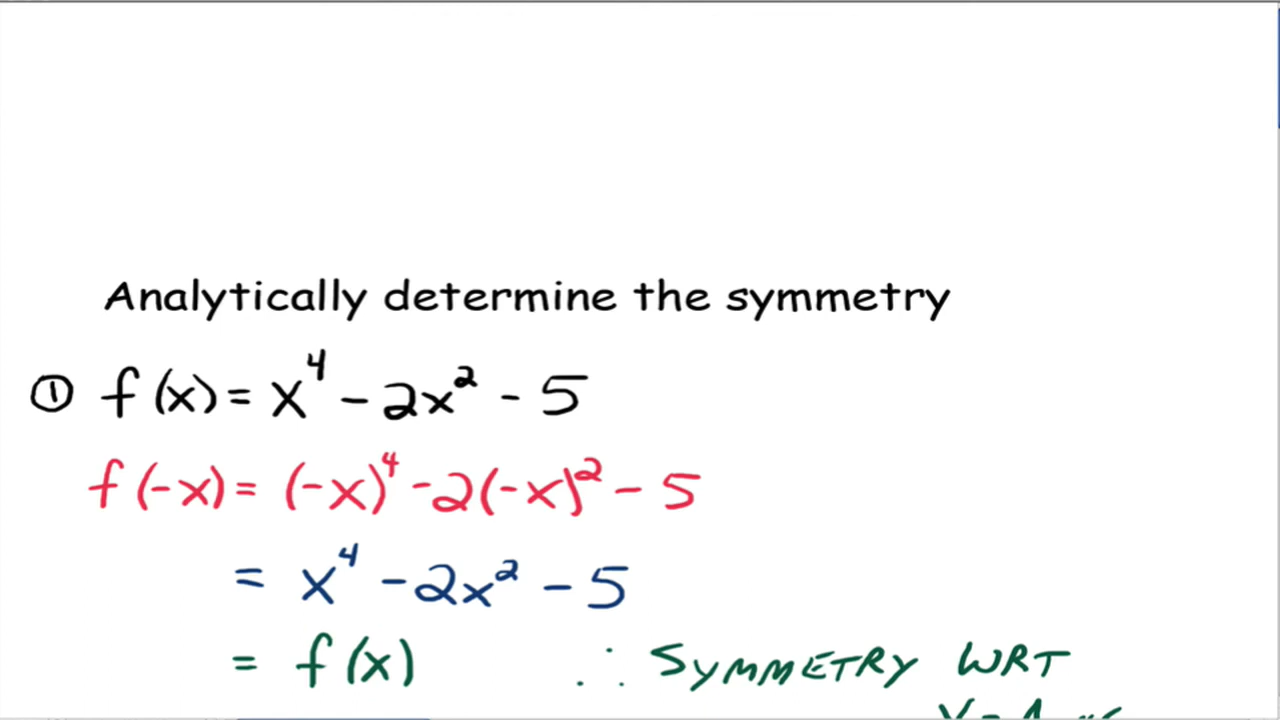 Analytically determine the symmetry
① f(x) = x⁴ - 2x² - 5
f(-x) = (-x)⁴ - 2(-x)² - 5
= x⁴ - 2x² - 5
= f(x) ∴ SYMMETRY WRT